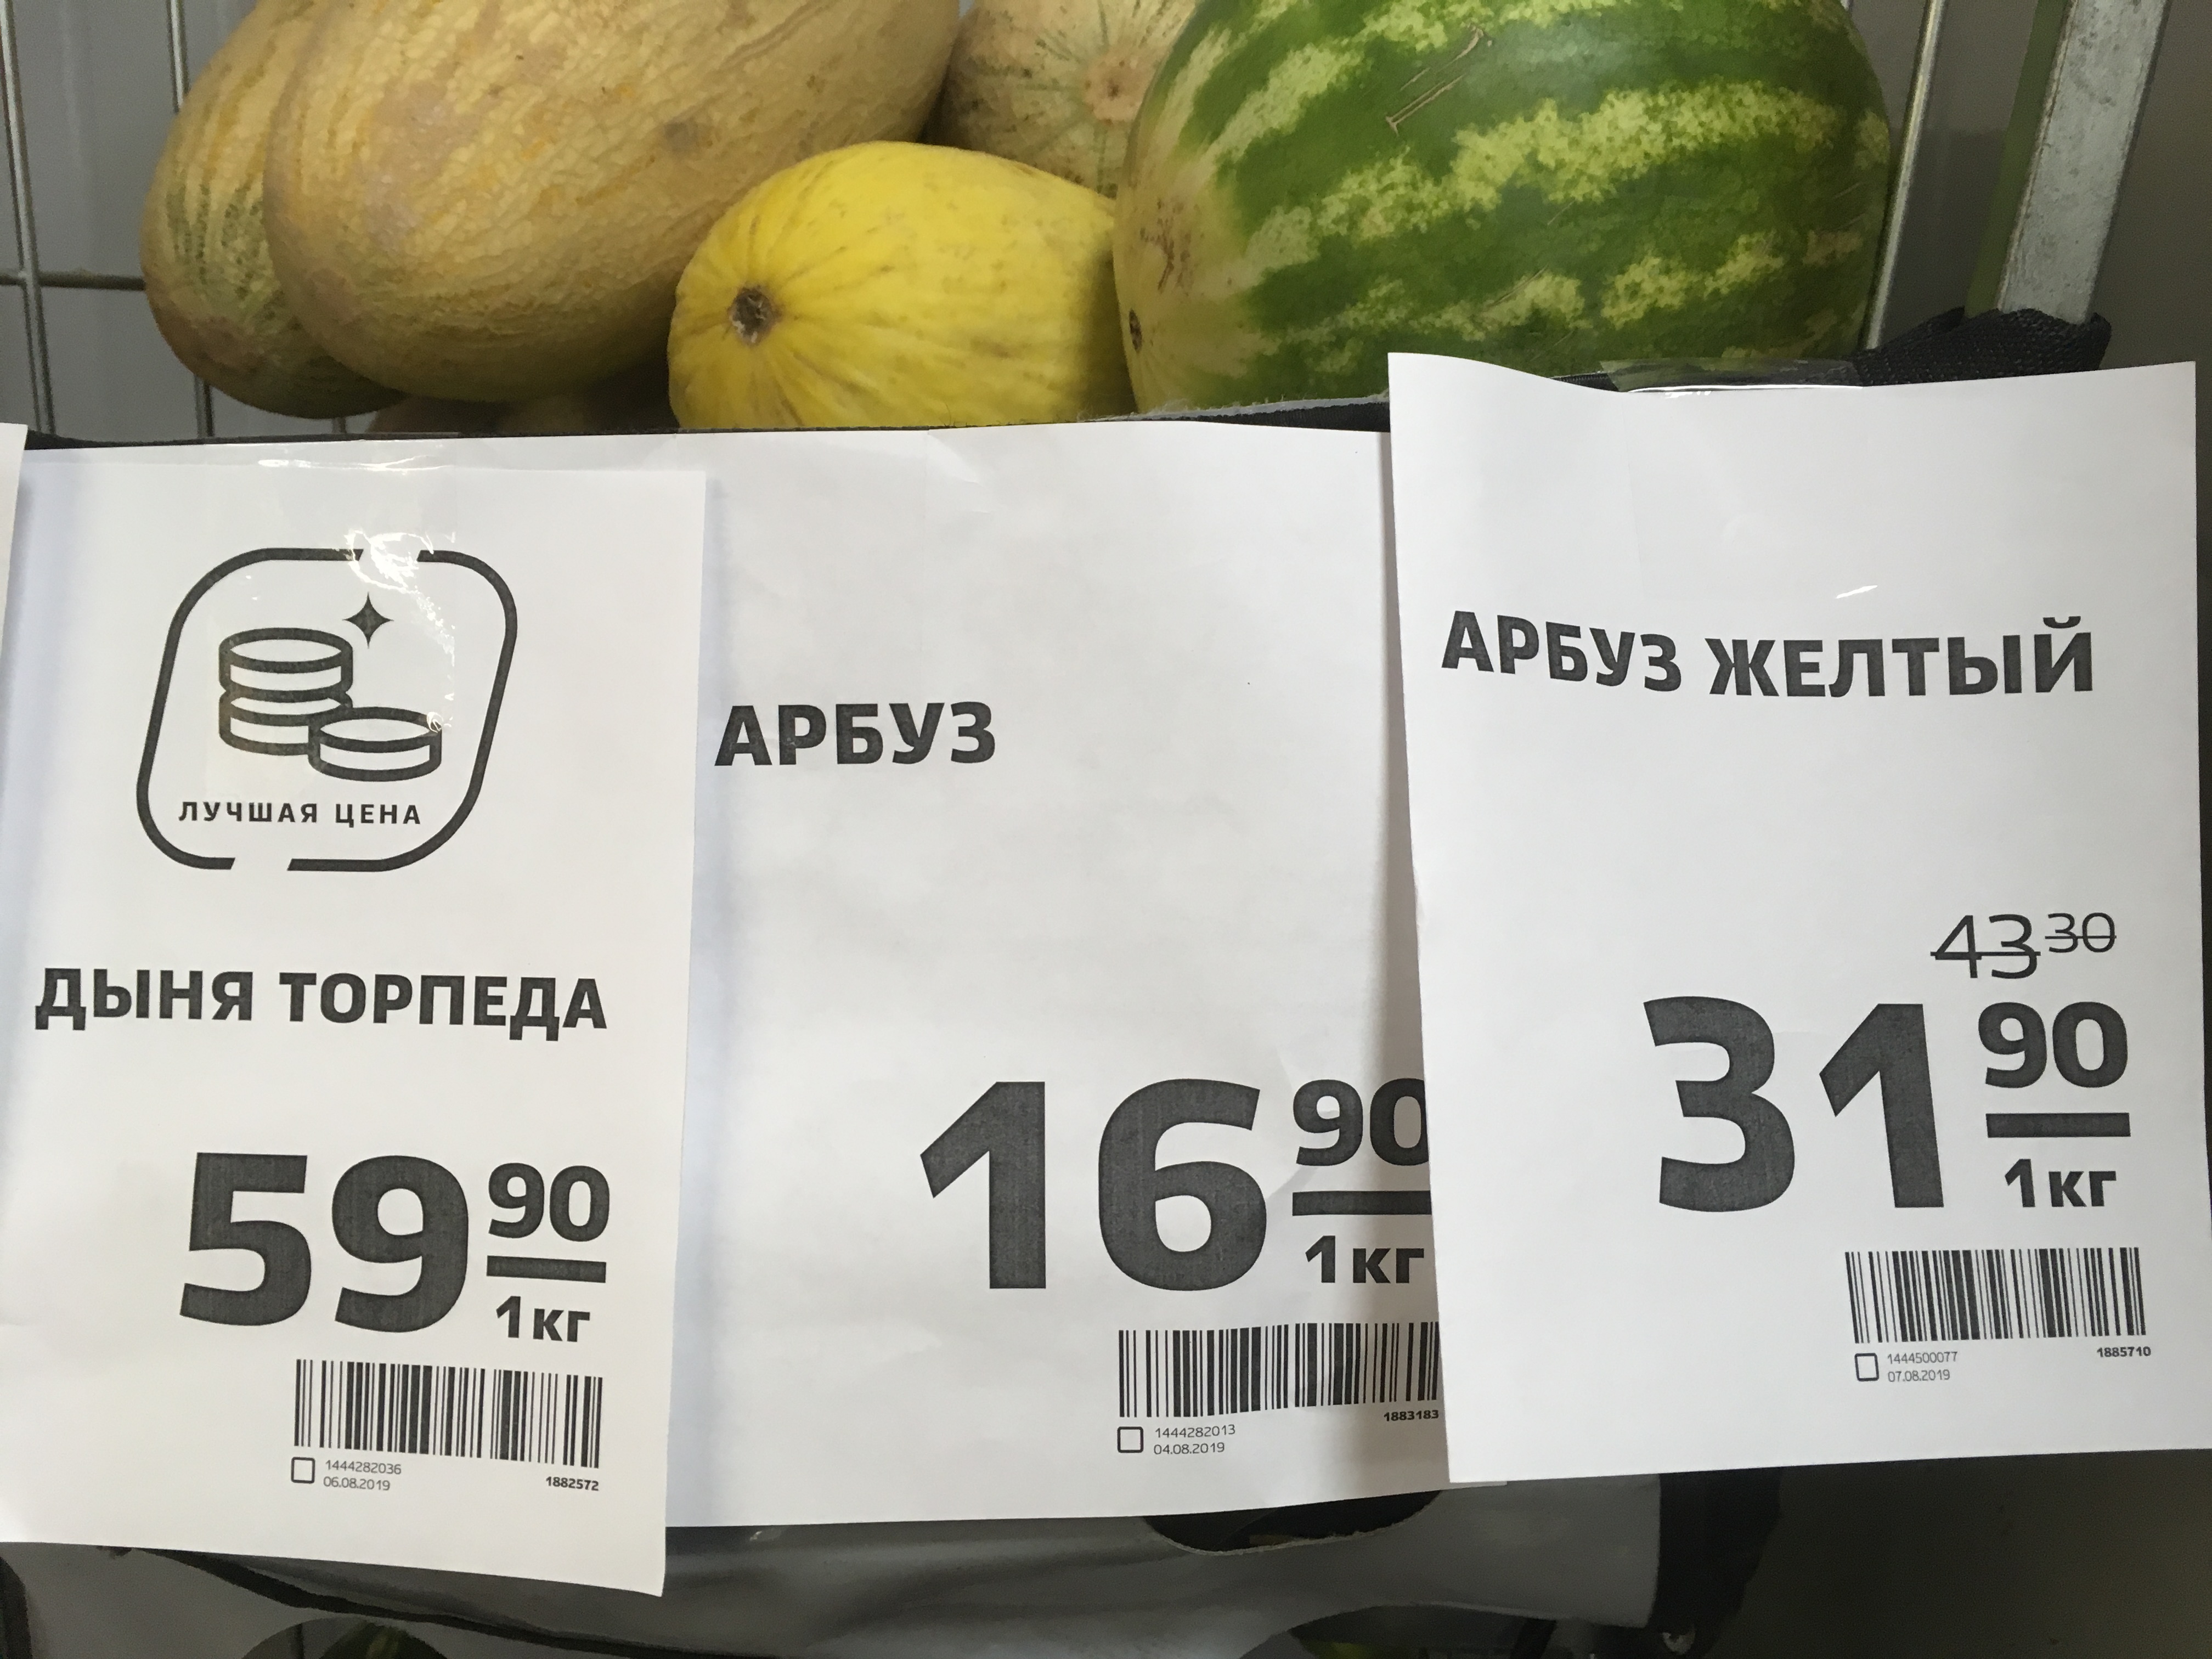 ЛУЧШАЯ ЦЕНА
ДЫНЯ ТОРПЕДА
59 90
1кг
1444282036
06.08.2019
1882572
АРБУЗ
16 90
1кг
1444282013
04.08.2019
1883183
АРБУЗ ЖЕЛТЫЙ
43 30
31 90
1кг
1444500077
07.08.2019
1885710